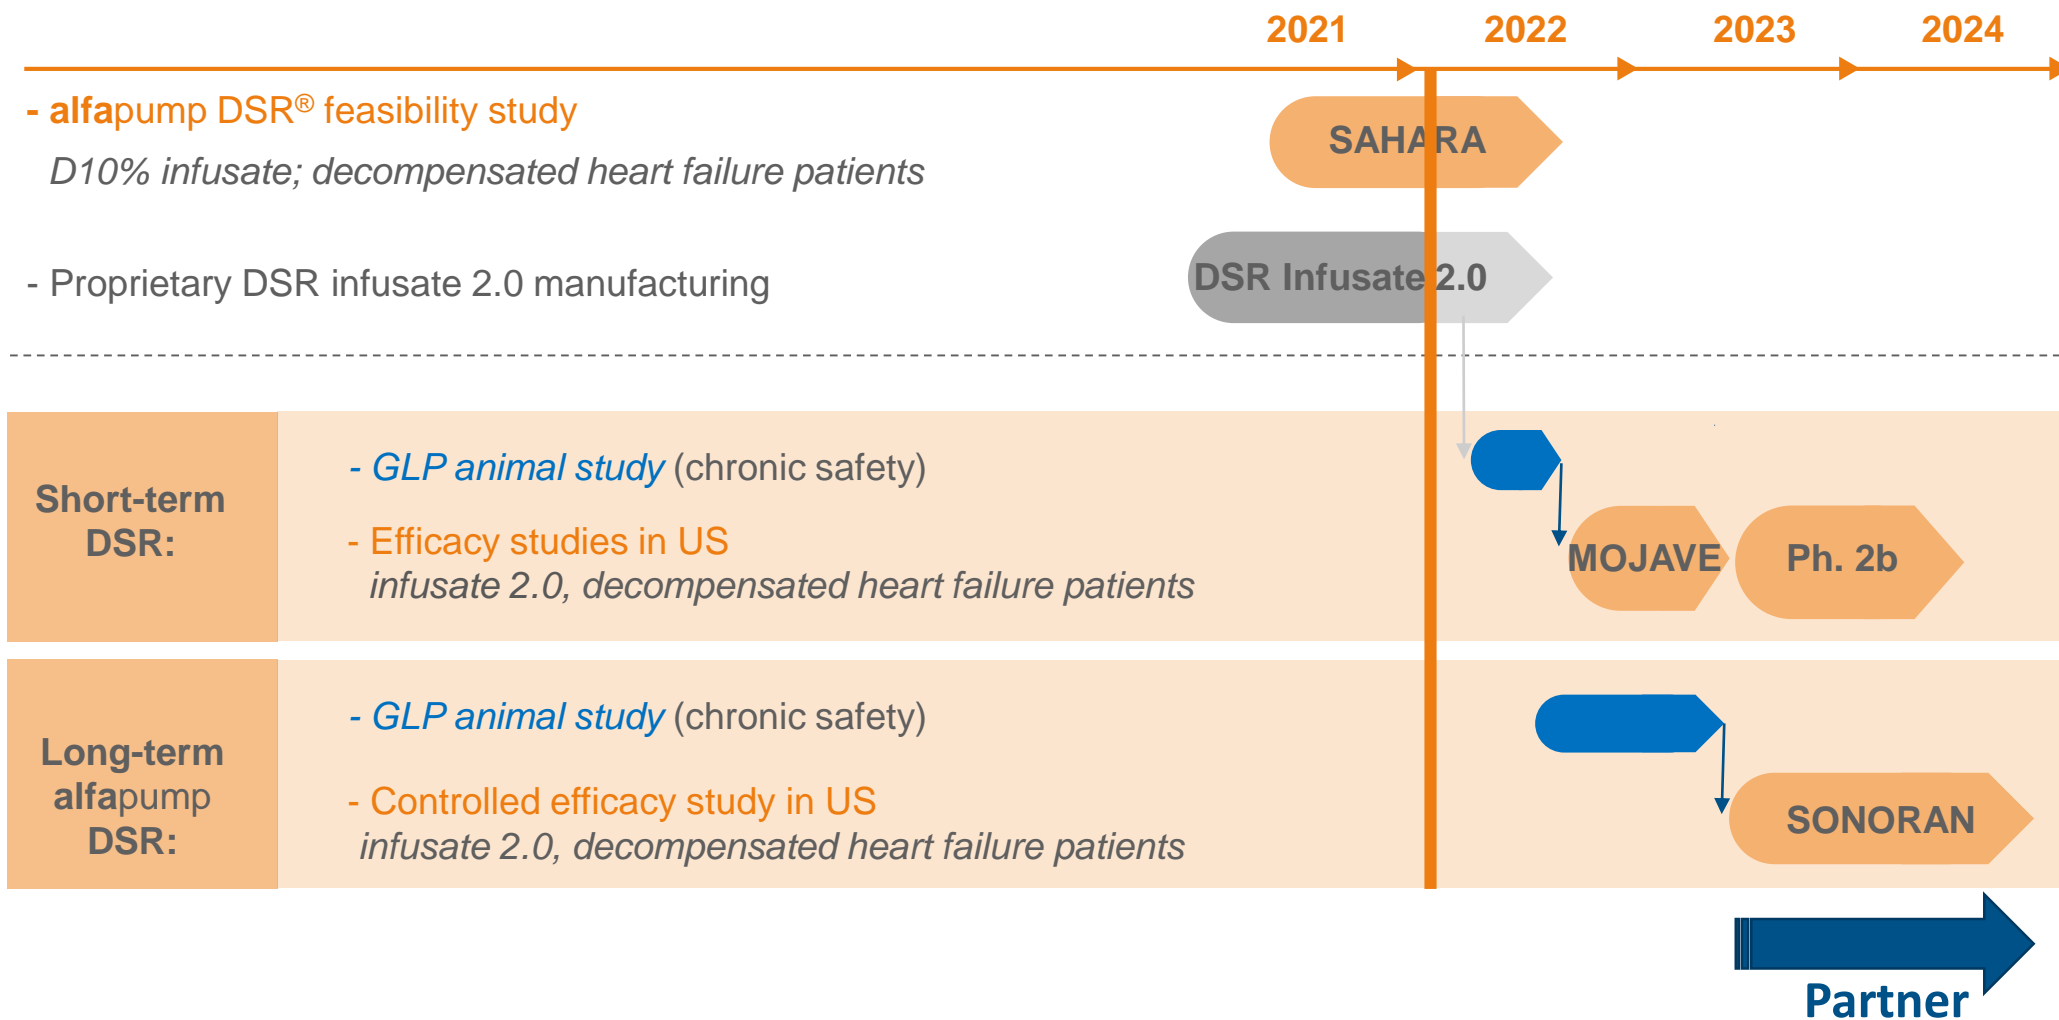 2021 2022 2023 2024
- alfapump DSR® feasibility study
D10% infusate; decompensated heart failure patients
SAHARA
- Proprietary DSR infusate 2.0 manufacturing
DSR Infusate 2.0
Short-term
DSR:
- GLP animal study (chronic safety)
- Efficacy studies in US
infusate 2.0, decompensated heart failure patients
MOJAVE
Ph. 2b
Long-term
alfapump
DSR:
- GLP animal study (chronic safety)
- Controlled efficacy study in US
infusate 2.0, decompensated heart failure patients
SONORAN
Partner